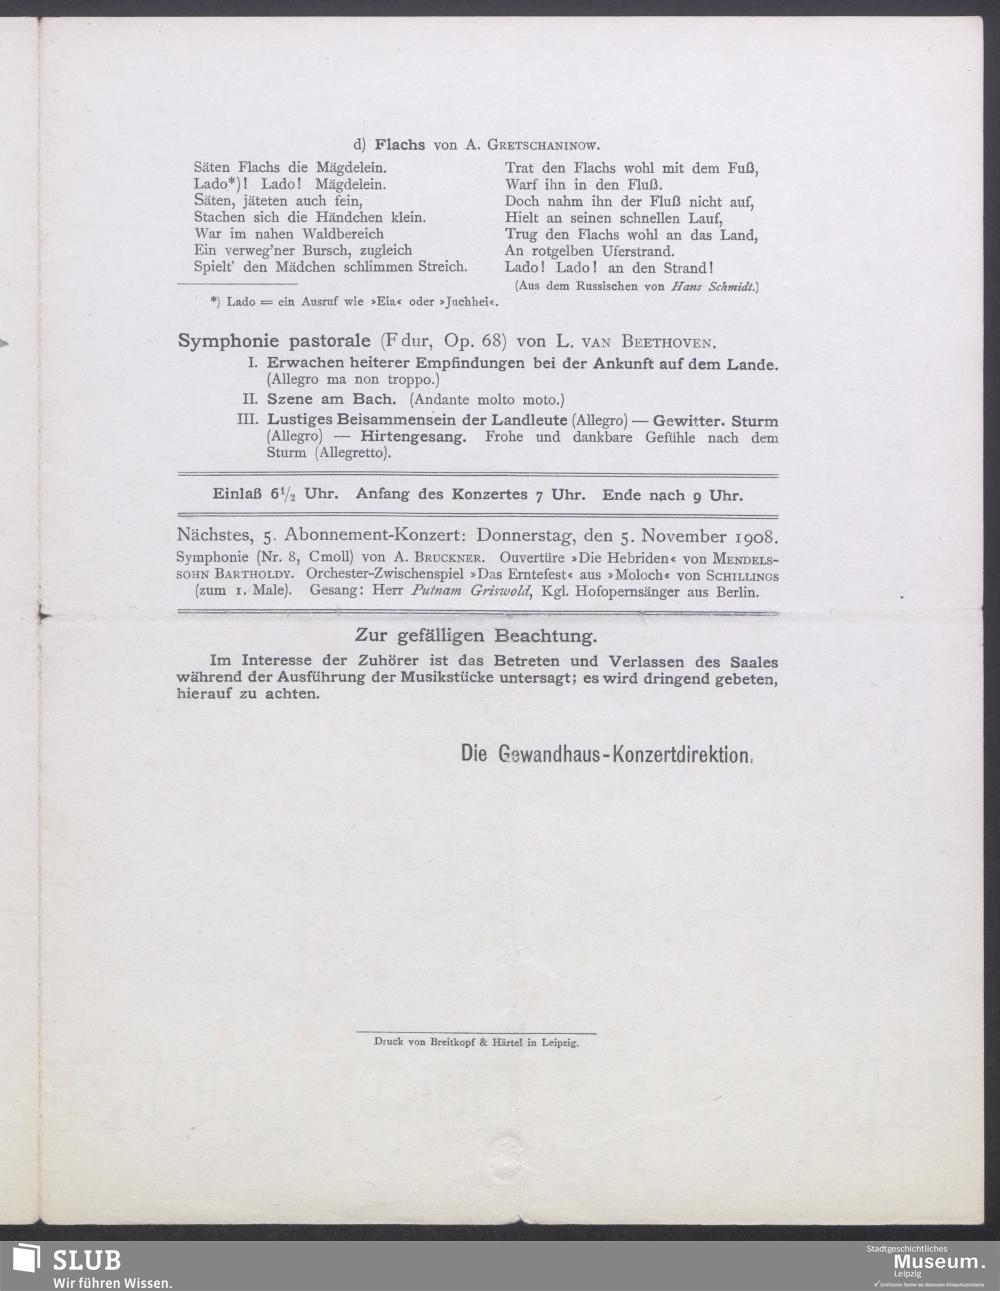 d) Flachs von A. Gretschaninow.
Säten Flachs die Mägdelein.
Lado*)! Lado! Mägdelein.
Säten, jäteten auch fein,
Stachen sich die Händchen klein.
War im nahen Waldbereich
Ein verweg'ner Bursch, zugleich
Spielt' den Mädchen schlimmen Streich.
Trat den Flachs wohl mit dem Fuß,
Warf ihn in den Fluß.
Doch nahm ihn der Fluß nicht auf,
Hielt an seinen schnellen Lauf,
Trug den Flachs wohl an das Land,
An rotgelben Uferstrand.
Lado! Lado! an den Strand!
(Aus dem Russischen von Hans Schmidt.)
*) Lado = ein Ausruf wie »Eia« oder »Juchhei«.
Symphonie pastorale (F dur, Op. 68) von L. van Beethoven.
I. Erwachen heiterer Empfindungen bei der Ankunft auf dem Lande.
(Allegro ma non troppo.)
II. Szene am Bach. (Andante molto moto.)
III. Lustiges Beisammensein der Landleute (Allegro) — Gewitter. Sturm
(Allegro) — Hirtengesang. Frohe und dankbare Gefühle nach dem
Sturm (Allegretto).
Einlaß 6 1/2 Uhr. Anfang des Konzertes 7 Uhr. Ende nach 9 Uhr.
Nächstes, 5. Abonnement-Konzert: Donnerstag, den 5. November 1908.
Symphonie (Nr. 8, C moll) von A. Bruckner. Ouvertüre »Die Hebriden« von Mendels-
sohn Bartholdy. Orchester-Zwischenspiel »Das Erntefest« aus »Moloch« von Schillings
(zum 1. Male). Gesang: Herr Putnam Griswold, Kgl. Hofopernsänger aus Berlin.
Zur gefälligen Beachtung.
Im Interesse der Zuhörer ist das Betreten und Verlassen des Saales
während der Ausführung der Musikstücke untersagt; es wird dringend gebeten,
hierauf zu achten.
Die Gewandhaus-Konzertdirektion.
Druck von Breitkopf & Härtel in Leipzig.
SLUB
Wir führen Wissen.
Stadtgeschichtliches
Museum.
Leipzig
Zertifizierter Partner der Nationalen Klimaschutzinitiative